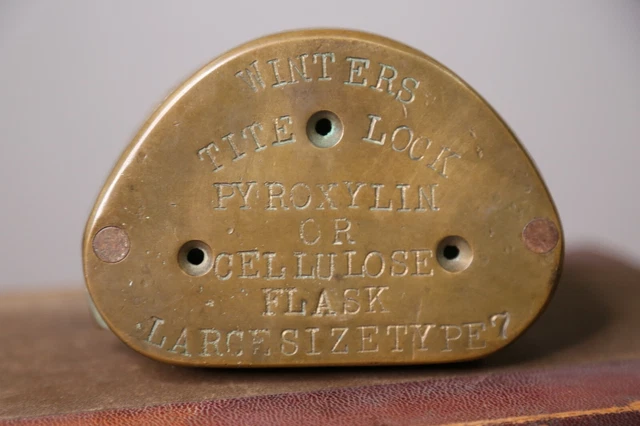 WINTERS
TITE LOCK
PYROXYLIN
OR
CELLULOSE
FLASK
LARGE SIZE TYPE 7